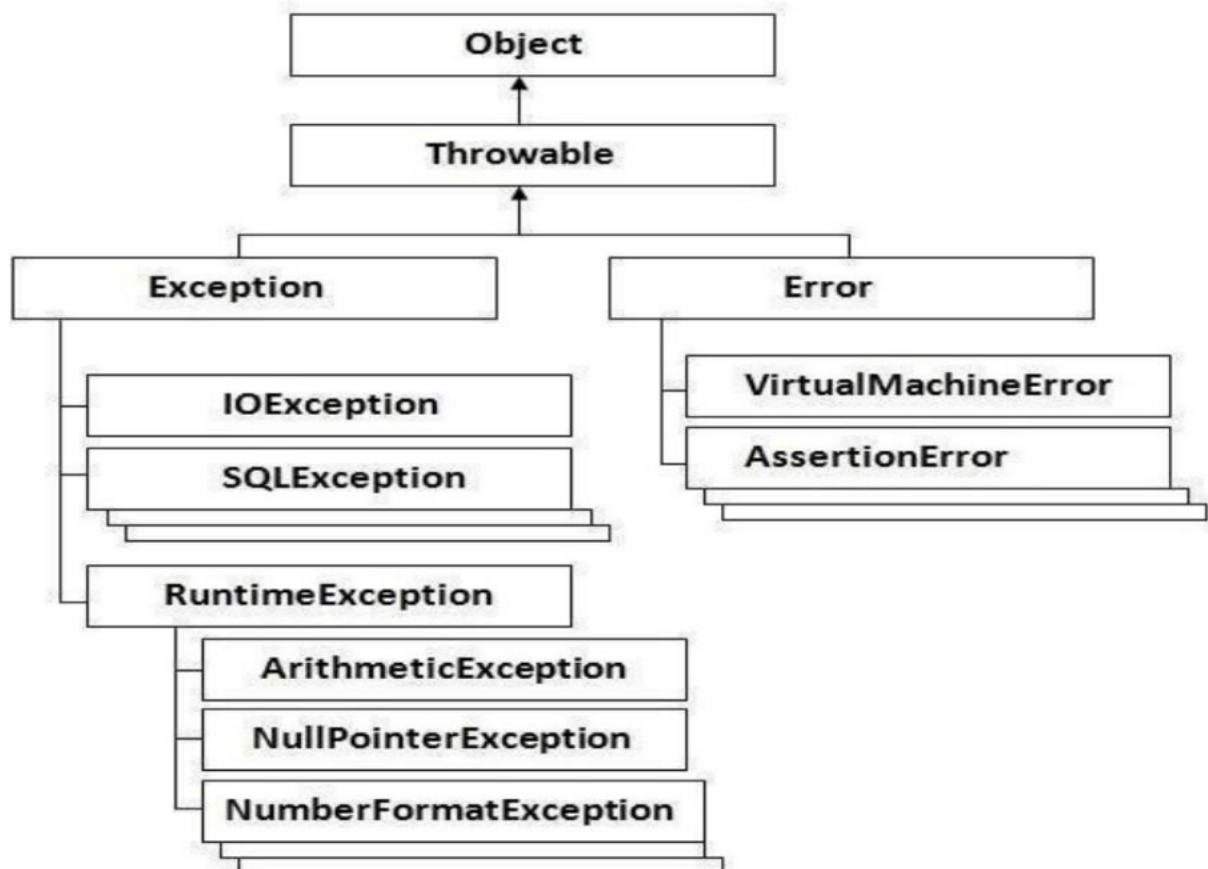 Object
Throwable
Exception
Error
IOException
VirtualMachineError
SQLException
AssertionError
RuntimeException
ArithmeticException
NullPointerException
NumberFormatException